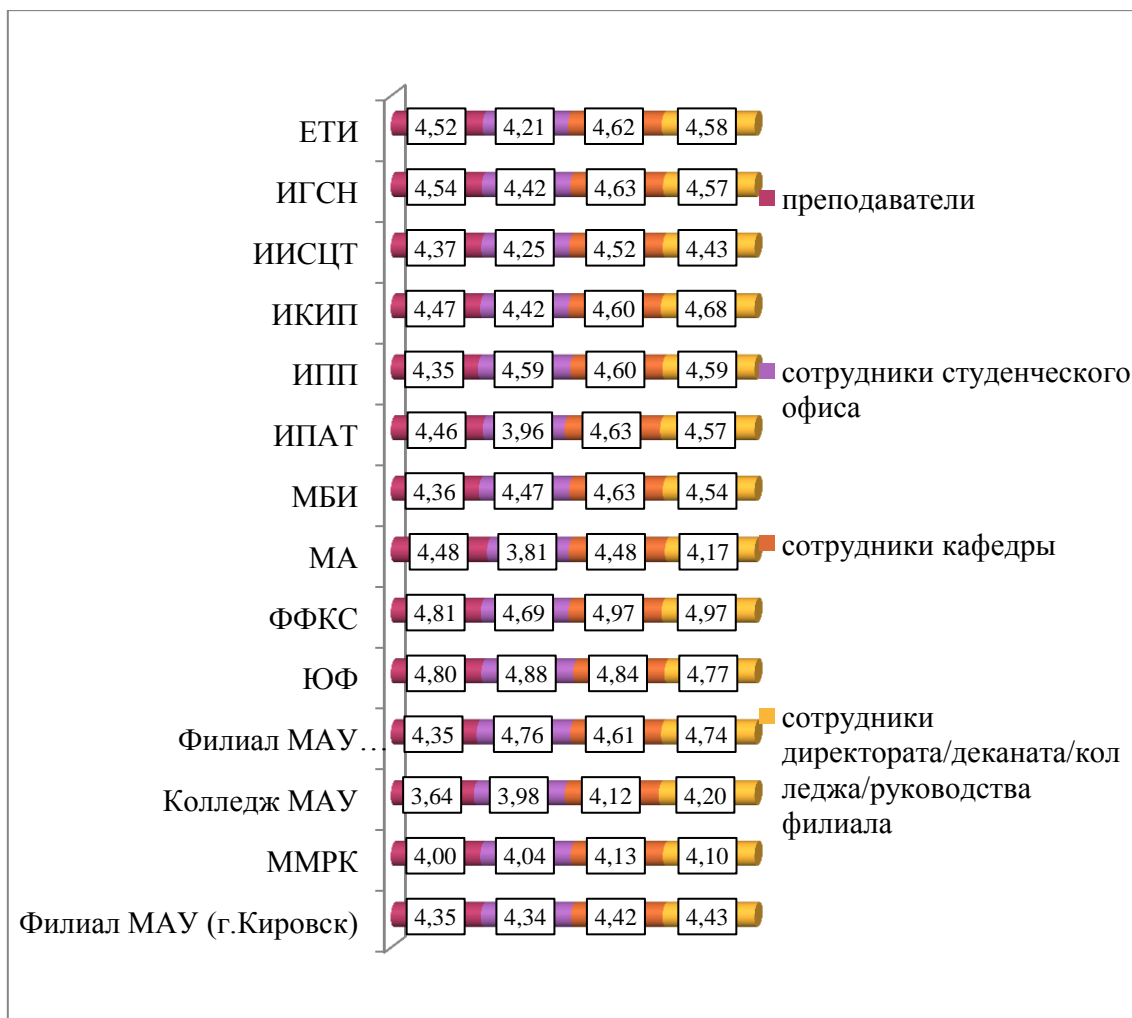 ЕТИ 4,52 4,21 4,62 4,58
ИГСН 4,54 4,42 4,63 4,57
ИИСЦТ 4,37 4,25 4,52 4,43
ИКИП 4,47 4,42 4,60 4,68
ИПП 4,35 4,59 4,60 4,59
ИПАТ 4,46 3,96 4,63 4,57
МБИ 4,36 4,47 4,63 4,54
МА 4,48 3,81 4,48 4,17
ФФКС 4,81 4,69 4,97 4,97
ЮФ 4,80 4,88 4,84 4,77
Филиал МАУ… 4,35 4,76 4,61 4,74
Колледж МАУ 3,64 3,98 4,12 4,20
ММРК 4,00 4,04 4,13 4,10
Филиал МАУ (г.Кировск) 4,35 4,34 4,42 4,43
преподаватели
сотрудники студенческого
офиса
сотрудники кафедры
сотрудники
директората/деканата/кол
леджа/руководства
филиала